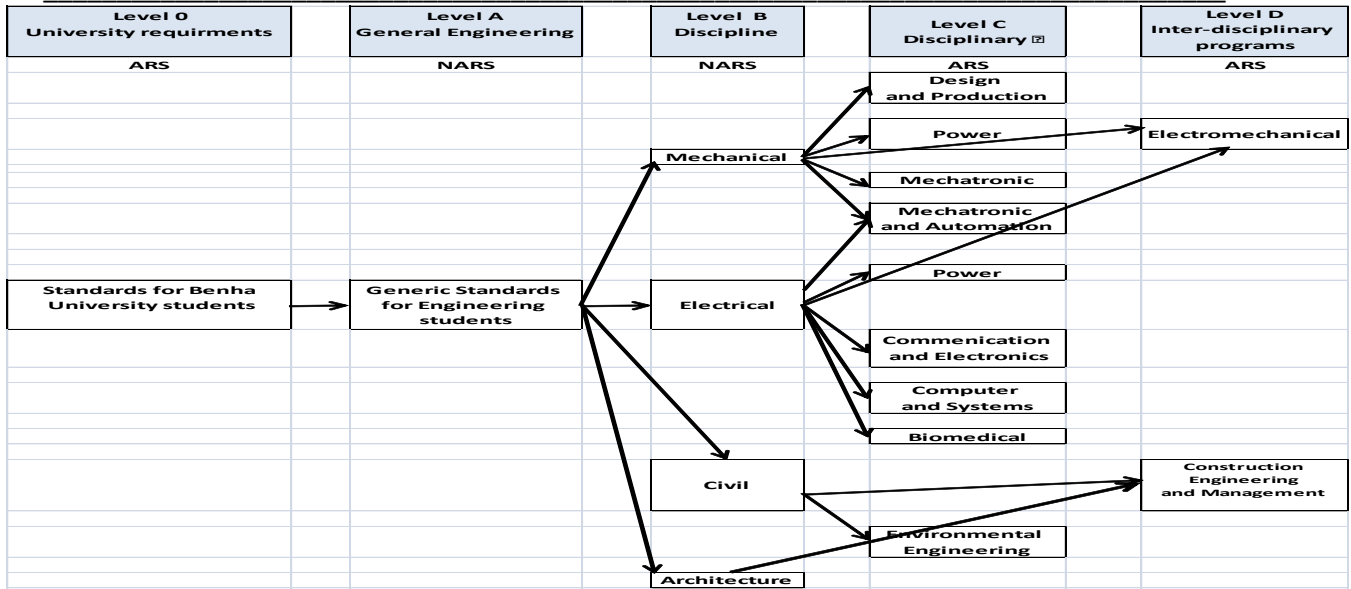 Level 0
University requirments
Level A
General Engineering
Level B
Discipline
Level C
Disciplinary
Level D
Inter-disciplinary
programs
ARS
NARS
NARS
ARS
ARS
Design
and Production
Power
Electromechanical
Mechanical
Mechatronic
Mechatronic
and Automation
Power
Standards for Benha
University students
Generic Standards
for Engineering
students
Electrical
Commenication
and Electronics
Computer
and Systems
Biomedical
Civil
Construction
Engineering
and Management
Environmental
Engineering
Architecture